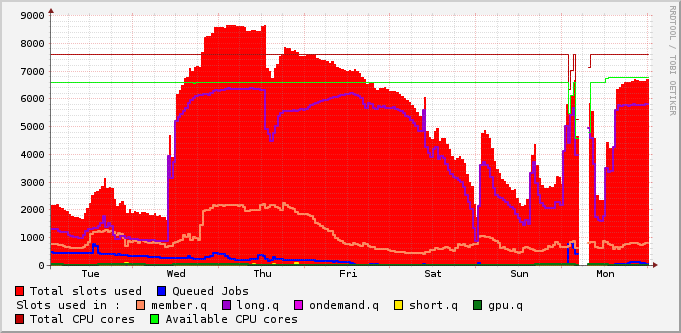 RRDTOOL / TOBI OETIKER
9000
8000
7000
6000
5000
4000
3000
2000
1000
0
Tue Wed Thu Fri Sat Sun Mon
Total slots used Queued Jobs
Slots used in : member.q long.q ondemand.q short.q gpu.q
Total CPU cores Available CPU cores